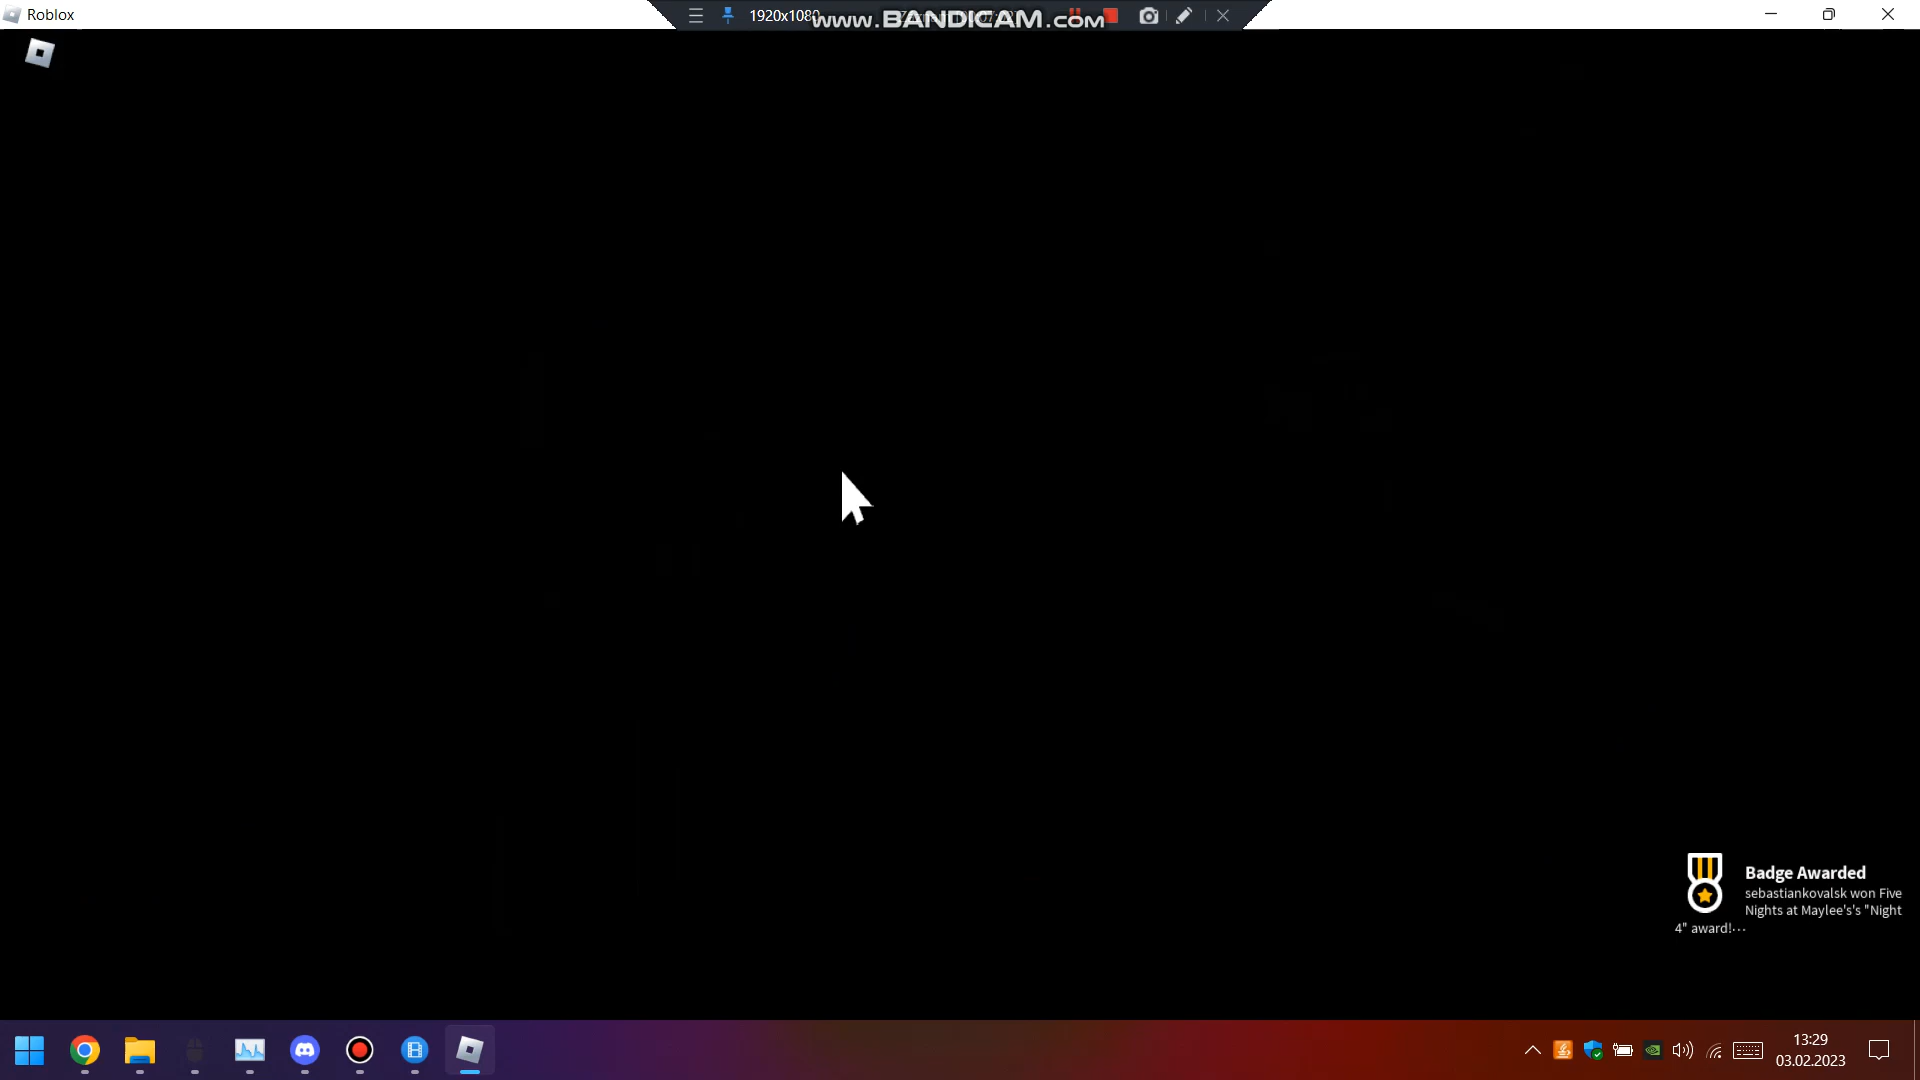 Roblox
1920x1080
www.BANDICAM.com
Badge Awarded
sebastiankovalsk won Five
Nights at Maylee's's "Night
4" award!...
13:29
03.02.2023